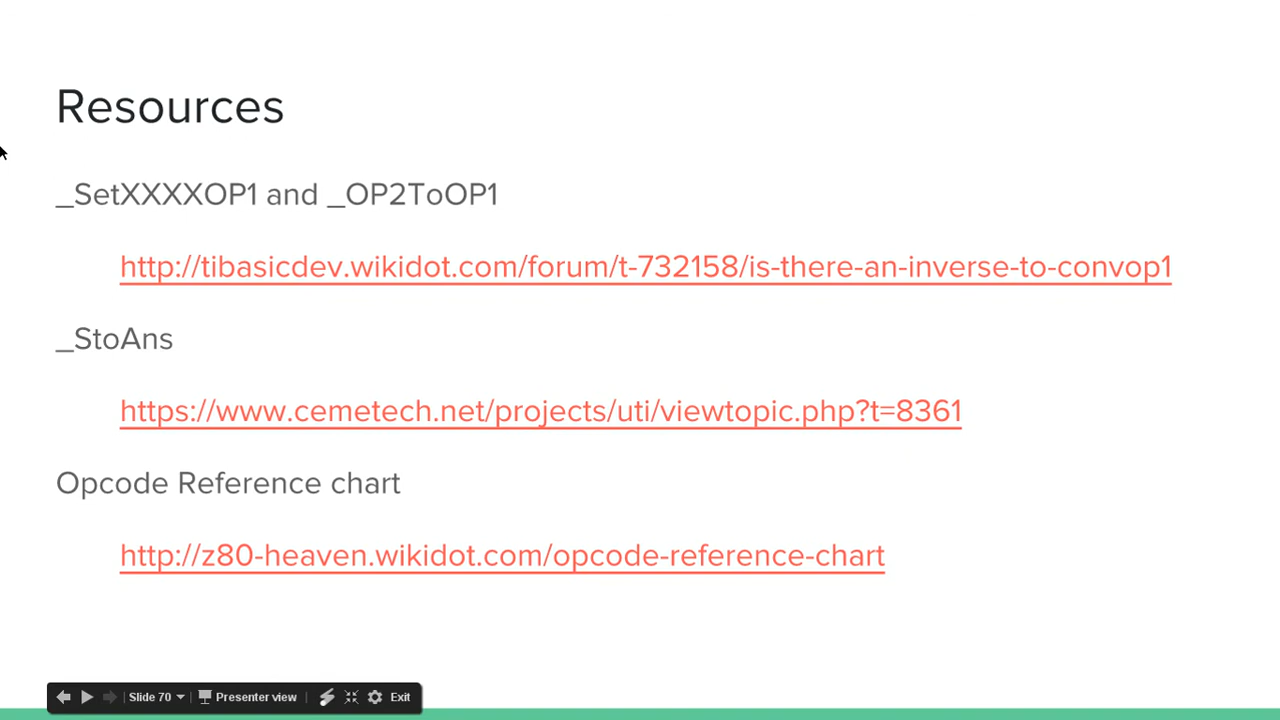 Resources
_SetXXXXOP1 and _OP2ToOP1
http://tibasicdev.wikidot.com/forum/t-732158/is-there-an-inverse-to-convop1
_StoAns
https://www.cemetech.net/projects/uti/viewtopic.php?t=8361
Opcode Reference chart
http://z80-heaven.wikidot.com/opcode-reference-chart
Slide 70 Presenter view Exit